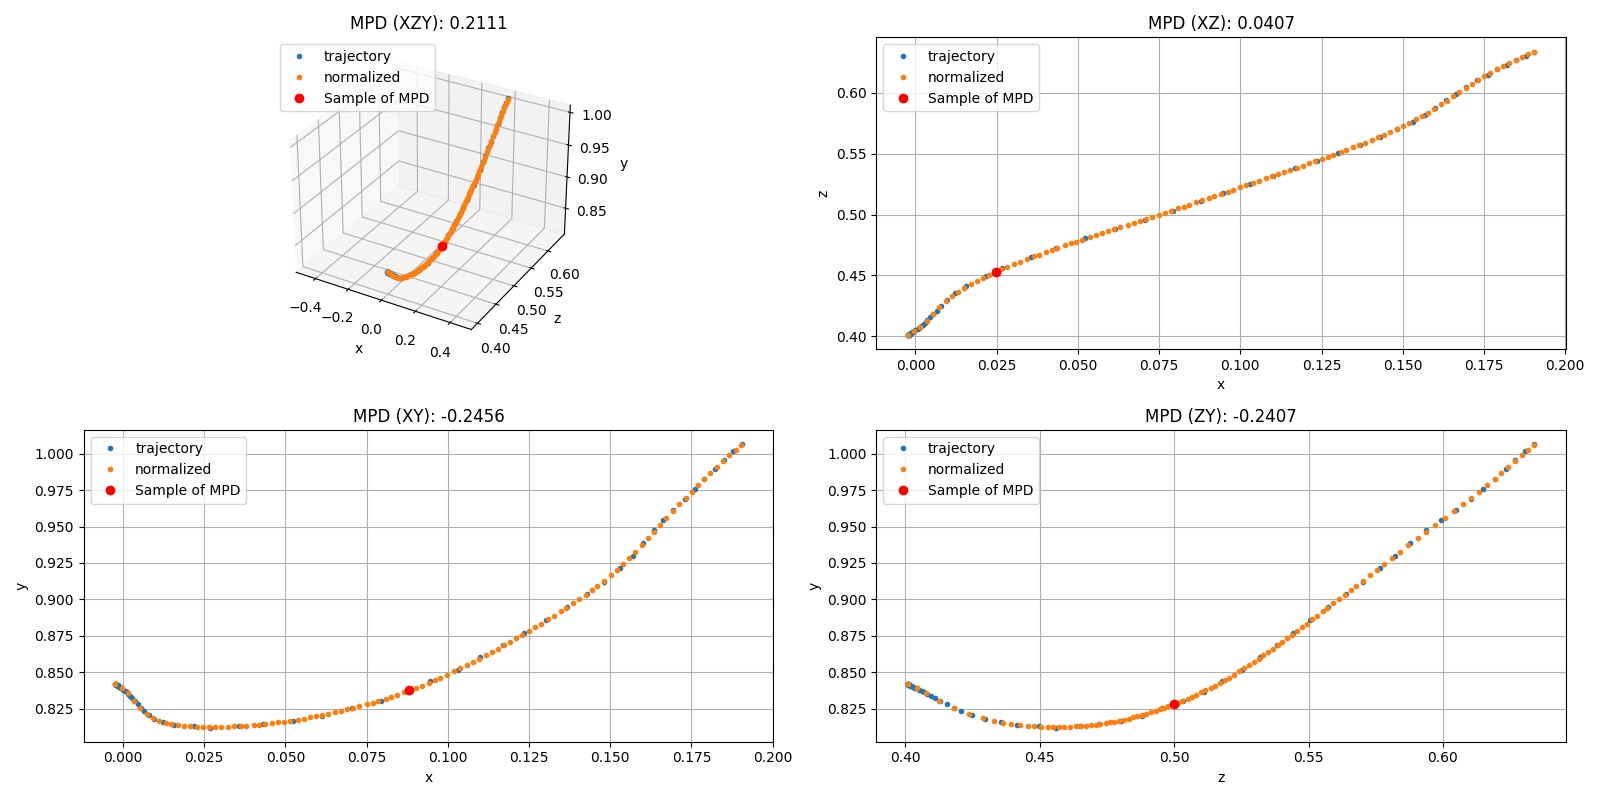 MPD (XZY): 0.2111
trajectory
normalized
Sample of MPD
1.00
0.95
0.90
0.85
y
0.60
0.55
0.50
0.45
0.40
z
−0.4
−0.2
0.0
0.2
0.4
x
MPD (XZ): 0.0407
trajectory
normalized
Sample of MPD
0.60
0.55
0.50
0.45
0.40
z
0.000 0.025 0.050 0.075 0.100 0.125 0.150 0.175 0.200
x
MPD (XY): -0.2456
trajectory
normalized
Sample of MPD
1.000
0.975
0.950
0.925
0.900
0.875
0.850
0.825
y
0.000 0.025 0.050 0.075 0.100 0.125 0.150 0.175 0.200
x
MPD (ZY): -0.2407
trajectory
normalized
Sample of MPD
1.000
0.975
0.950
0.925
0.900
0.875
0.850
0.825
y
0.40 0.45 0.50 0.55 0.60
z